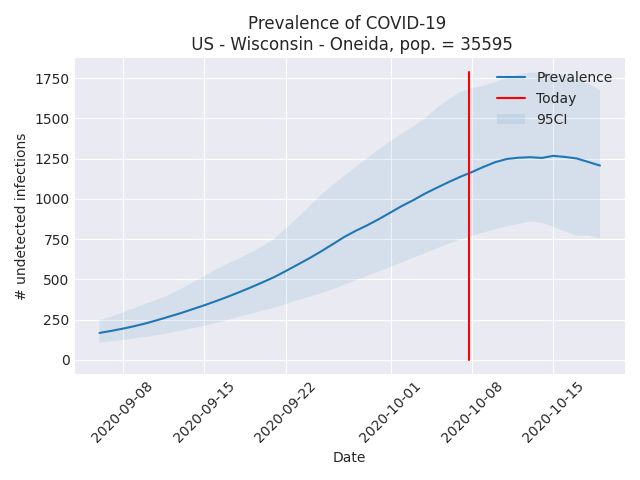 Prevalence of COVID-19
US - Wisconsin - Oneida, pop. = 35595
Prevalence
Today
95CI
# undetected infections
1750
1500
1250
1000
750
500
250
0
2020-09-08
2020-09-15
2020-09-22
2020-10-01
2020-10-08
2020-10-15
Date